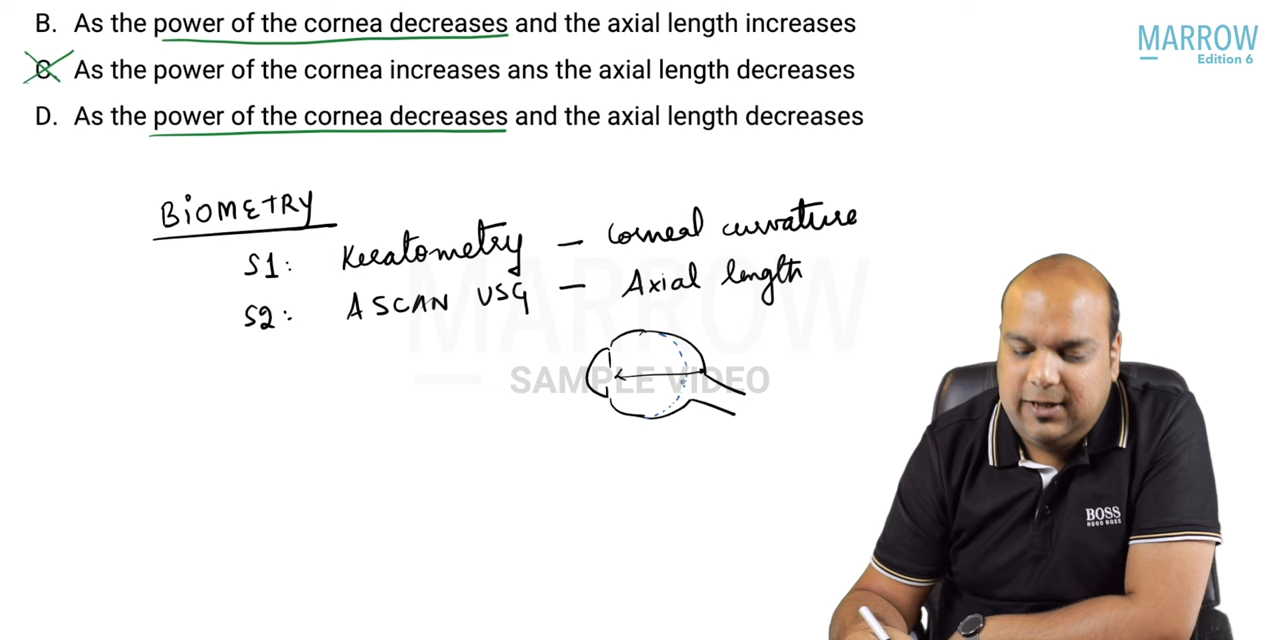 B. As the power of the cornea decreases and the axial length increases
MARROW
Edition 6
C. As the power of the cornea increases ans the axial length decreases
D. As the power of the cornea decreases and the axial length decreases
BIOMETRY
S1: Keratometry – Corneal curvature
S2: A SCAN USG – Axial length
MARROW
SAMPLE VIDEO
BOSS
HUGO BOSS